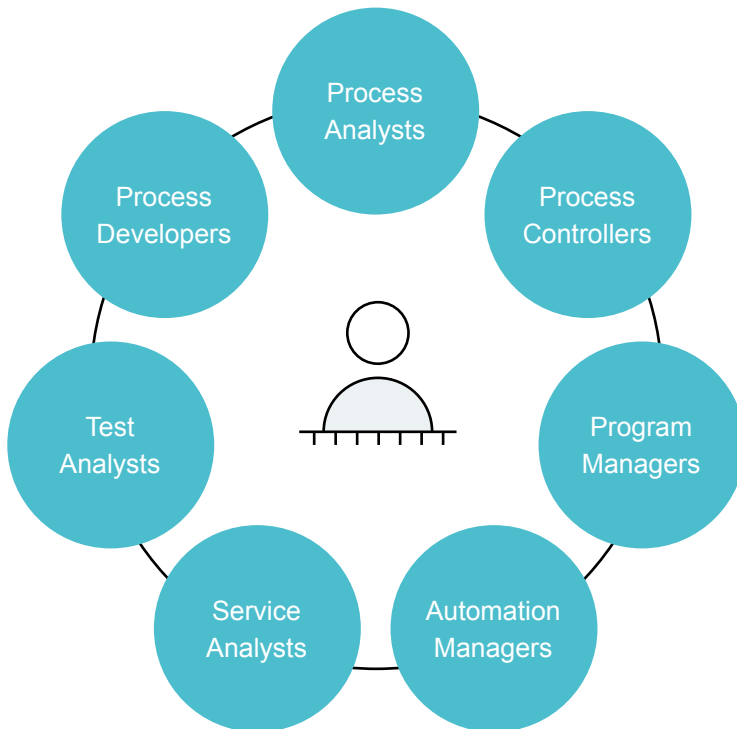 Process
Analysts
Process
Controllers
Program
Managers
Automation
Managers
Service
Analysts
Test
Analysts
Process
Developers